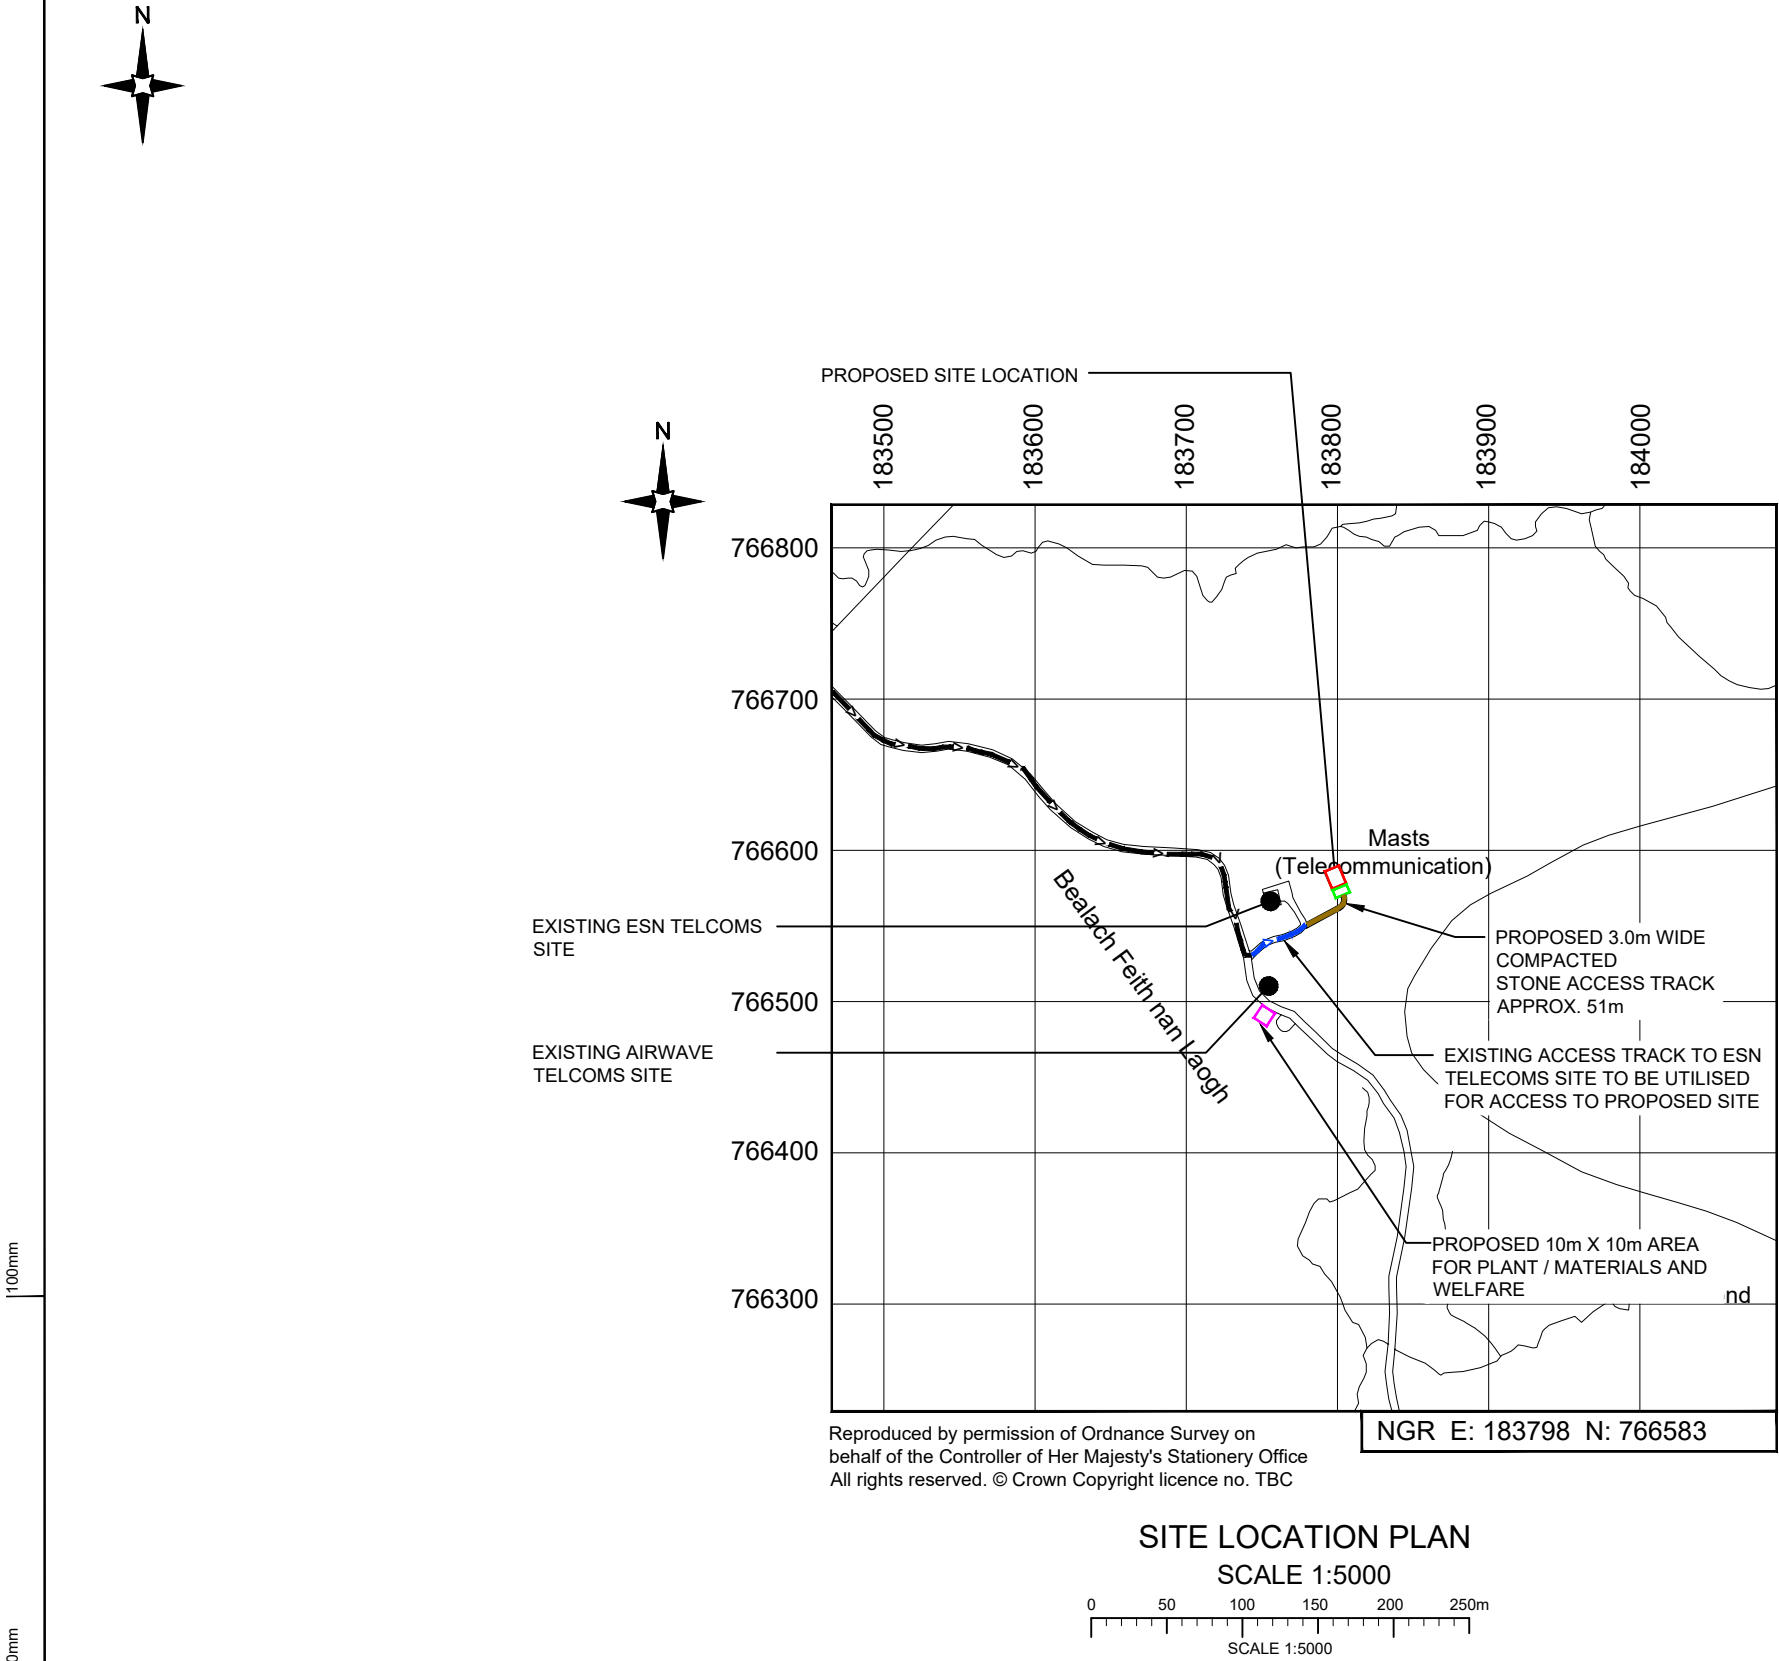 N
PROPOSED SITE LOCATION
N
183500
183600
183700
183800
183900
184000
766800
766700
766600
766500
766400
766300
Masts
(Telecommunication)
Bealach Feith nan Laogh
EXISTING ESN TELCOMS
SITE
PROPOSED 3.0m WIDE
COMPACTED
STONE ACCESS TRACK
APPROX. 51m
EXISTING AIRWAVE
TELCOMS SITE
EXISTING ACCESS TRACK TO ESN
TELECOMS SITE TO BE UTILISED
FOR ACCESS TO PROPOSED SITE
PROPOSED 10m X 10m AREA
FOR PLANT / MATERIALS AND
WELFARE
nd
100mm
NGR E: 183798 N: 766583
Reproduced by permission of Ordnance Survey on
behalf of the Controller of Her Majesty's Stationery Office
All rights reserved. © Crown Copyright licence no. TBC
SITE LOCATION PLAN
SCALE 1:5000
0 50 100 150 200 250m
SCALE 1:5000
0mm